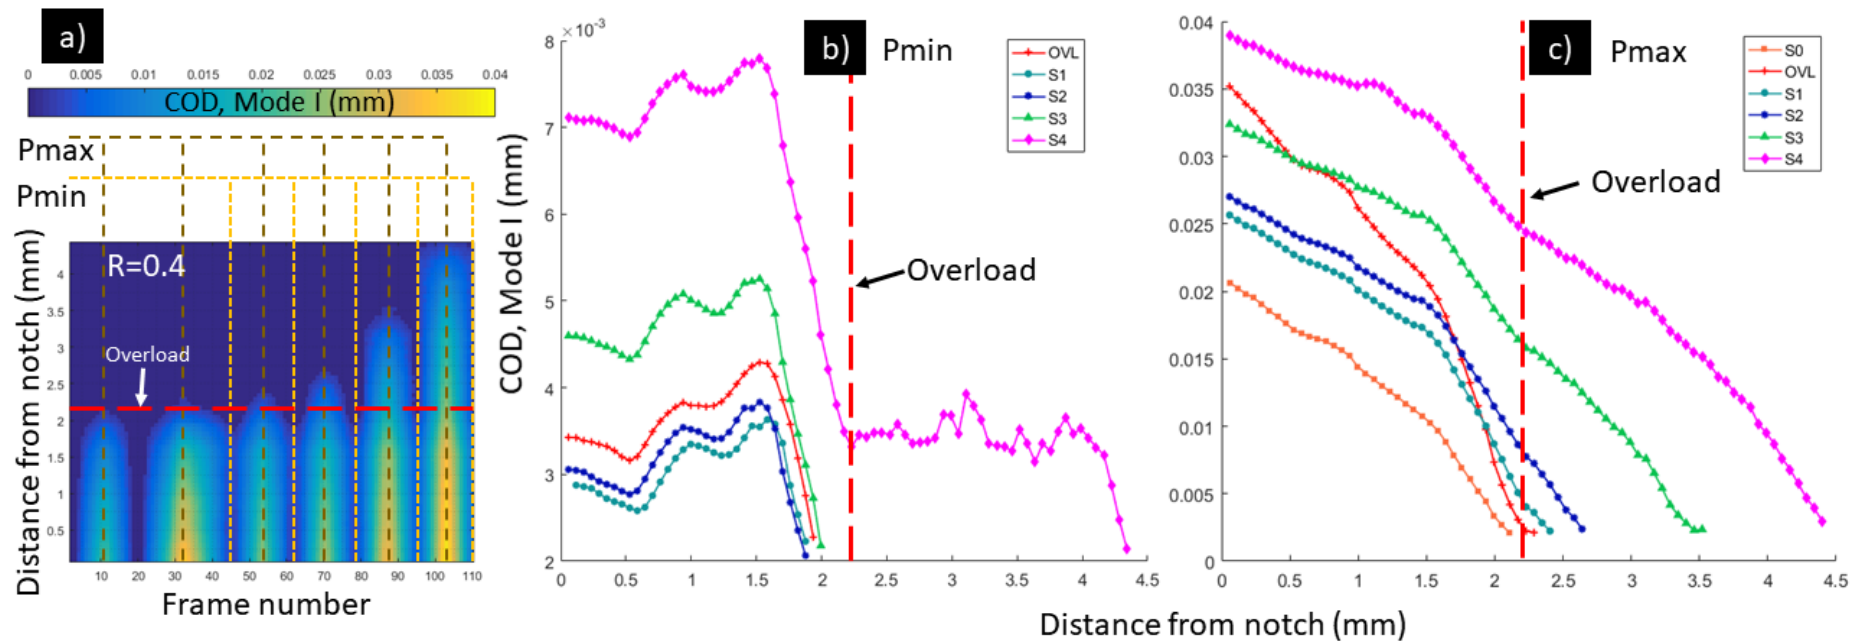 a)
0 0.005 0.01 0.015 0.02 0.025 0.03 0.035 0.04
COD, Mode I (mm)
Pmax
Pmin
R=0.4
Overload
Distance from notch (mm)
4
3.5
3
2.5
2
1.5
1
0.5
10 20 30 40 50 60 70 80 90 100 110
Frame number
b)
Pmin
×10⁻³
8
7
6
5
4
3
2
COD, Mode I (mm)
OVL
S1
S2
S3
S4
Overload
0 0.5 1 1.5 2 2.5 3 3.5 4 4.5
c)
Pmax
0.04
0.035
0.03
0.025
0.02
0.015
0.01
0.005
0
S0
OVL
S1
S2
S3
S4
Overload
0 0.5 1 1.5 2 2.5 3 3.5 4 4.5
Distance from notch (mm)